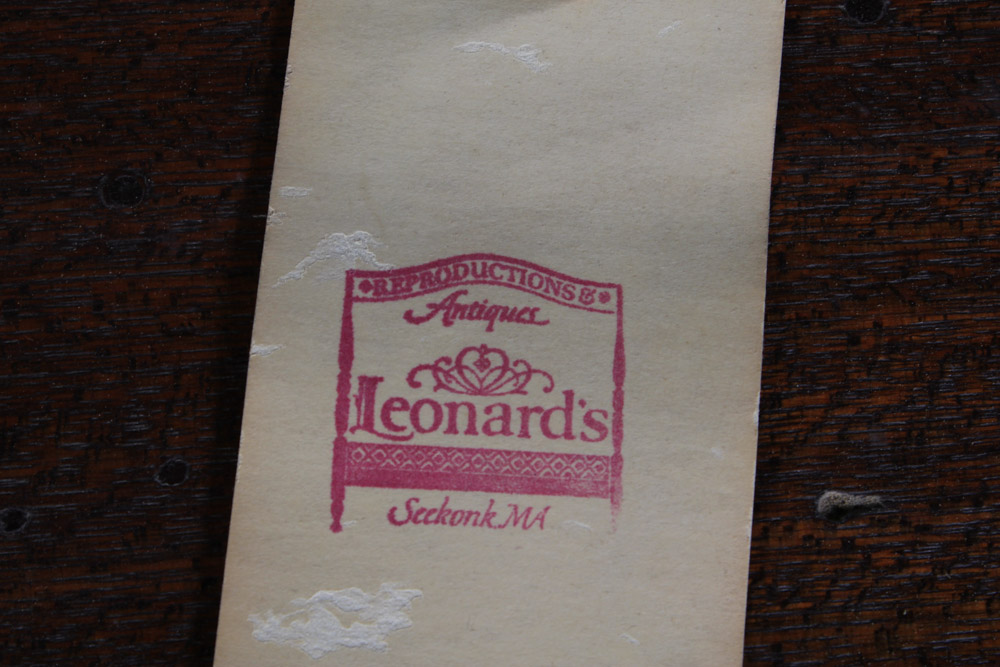 REPRODUCTIONS &
Antiques
Leonard's
Seekonk, MA